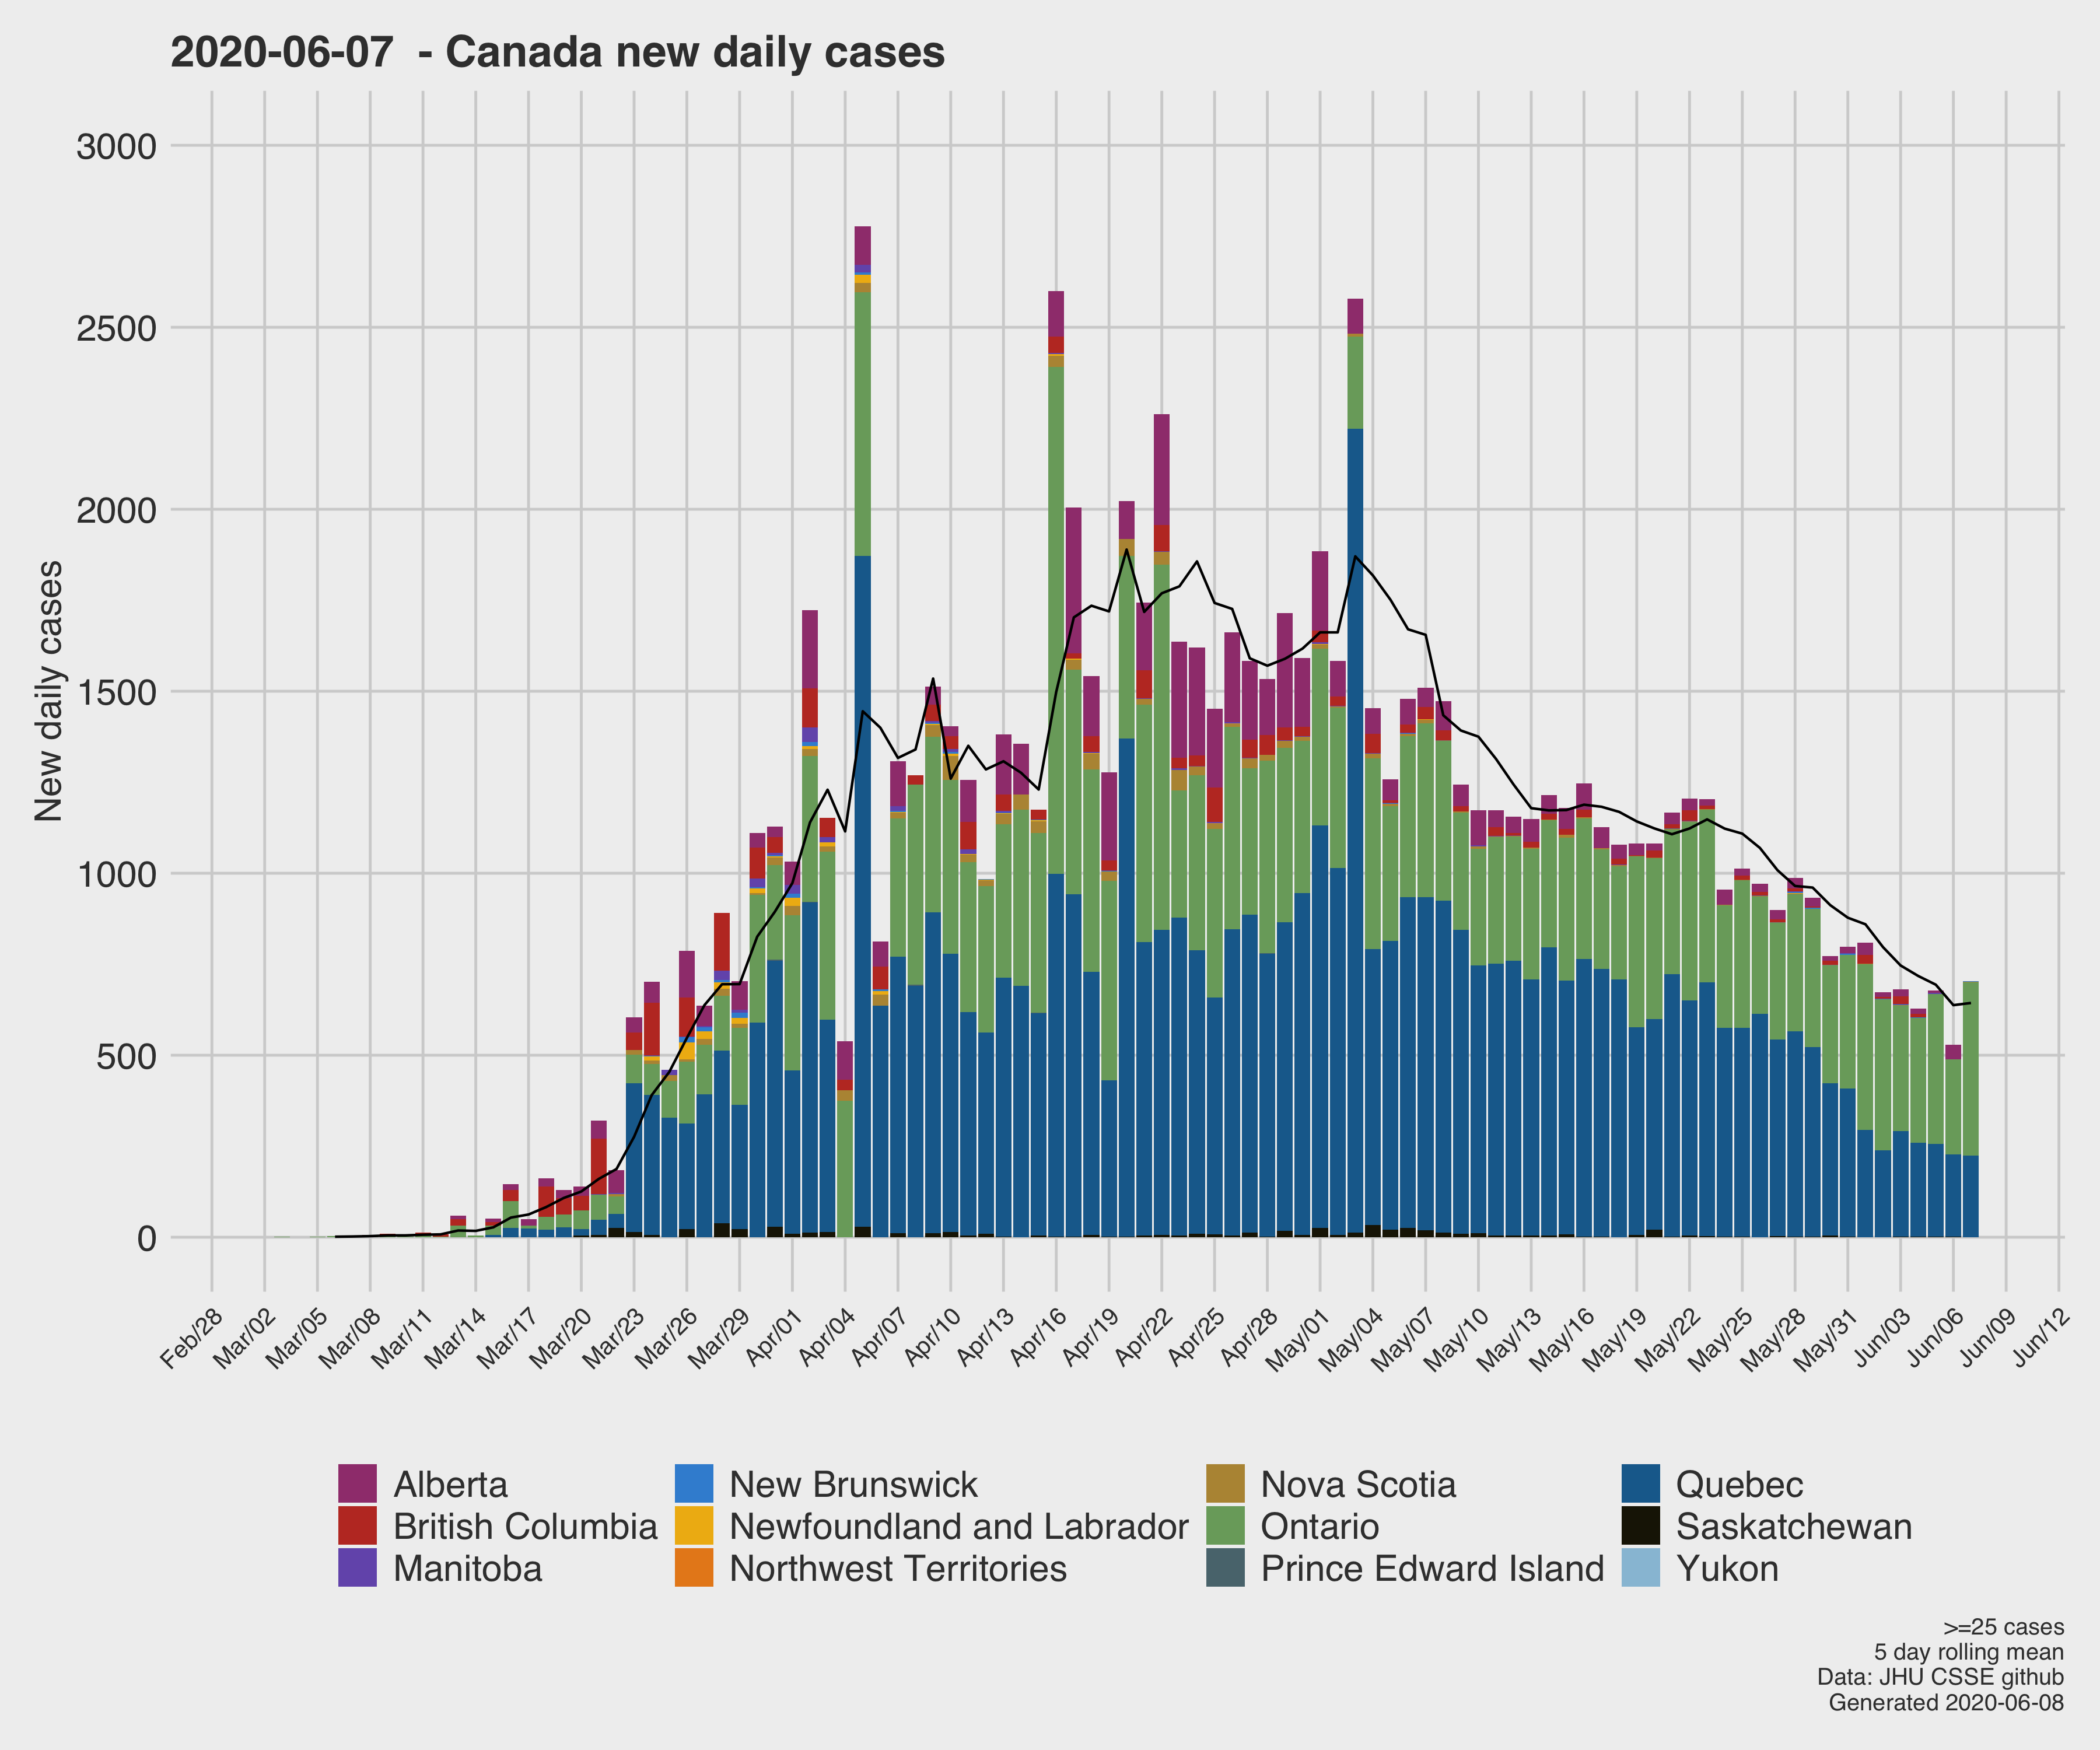 2020-06-07  - Canada new daily cases
3000
2500
2000
1500
1000
500
0
New daily cases
Feb/28
Mar/02
Mar/05
Mar/08
Mar/11
Mar/14
Mar/17
Mar/20
Mar/23
Mar/26
Mar/29
Apr/01
Apr/04
Apr/07
Apr/10
Apr/13
Apr/16
Apr/19
Apr/22
Apr/25
Apr/28
May/01
May/04
May/07
May/10
May/13
May/16
May/19
May/22
May/25
May/28
May/31
Jun/03
Jun/06
Jun/09
Jun/12
Alberta
British Columbia
Manitoba
New Brunswick
Newfoundland and Labrador
Northwest Territories
Nova Scotia
Ontario
Prince Edward Island
Quebec
Saskatchewan
Yukon
>=25 cases
5 day rolling mean
Data: JHU CSSE github
Generated 2020-06-08